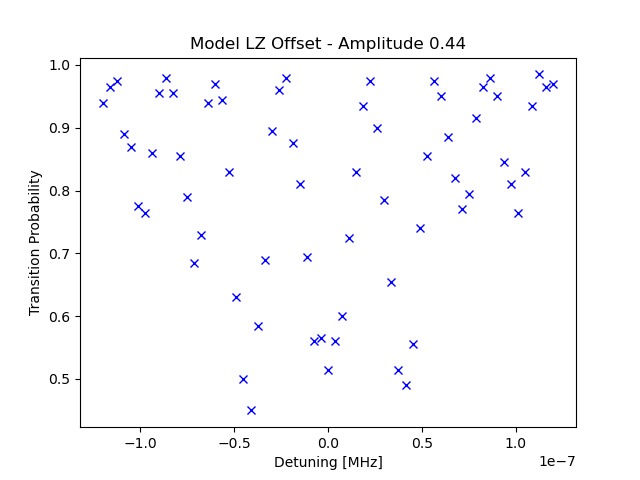 Model LZ Offset - Amplitude 0.44
Transition Probability
1.0
0.9
0.8
0.7
0.6
0.5
−1.0 −0.5 0.0 0.5 1.0
1e−7
Detuning [MHz]